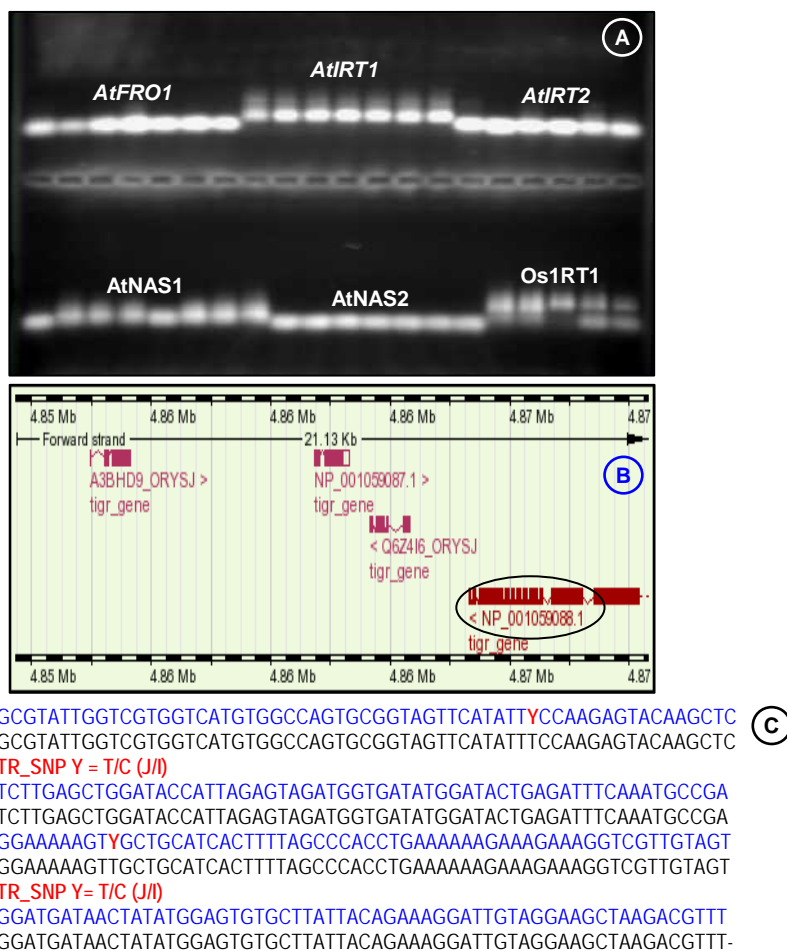 A
AtFRO1
AtIRT1
AtIRT2
AtNAS1
AtNAS2
Os1RT1
4.85 Mb 4.86 Mb 4.86 Mb 4.86 Mb 4.87 Mb 4.87
Forward strand 21.13 Kb
B
A3BHD9_ORYSJ >
tigr_gene
NP_001059087.1 >
tigr_gene
< Q6Z4I6_ORYSJ
tigr_gene
< NP_001059088.1
tigr_gene
4.85 Mb 4.86 Mb 4.86 Mb 4.86 Mb 4.87 Mb 4.87
C
GCGTATTGGTCGTGGTCATGTGGCCAGTGCGGTAGTTCATATTYCCAAGAGTACAAGCTC
GCGTATTGGTCGTGGTCATGTGGCCAGTGCGGTAGTTCATATTTCCAAGAGTACAAGCTC
TR_SNP Y = T/C (J/I)
TCTTGAGCTGGATACCATTAGAGTAGATGGTGATATGGATACTGAGATTTCAAATGCCGA
TCTTGAGCTGGATACCATTAGAGTAGATGGTGATATGGATACTGAGATTTCAAATGCCGA
GGAAAAAGTYGCTGCATCACTTTTAGCCCACCTGAAAAAAGAAAGAAAGGTCGTTGTAGT
GGAAAAAGTTGCTGCATCACTTTTAGCCCACCTGAAAAAAGAAAGAAAGGTCGTTGTAGT
TR_SNP Y= T/C (J/I)
GGATGATAACTATATGGAGTGTGCTTATTACAGAAAGGATTGTAGGAAGCTAAGACGTTT
GGATGATAACTATATGGAGTGTGCTTATTACAGAAAGGATTGTAGGAAGCTAAGACGTTT-